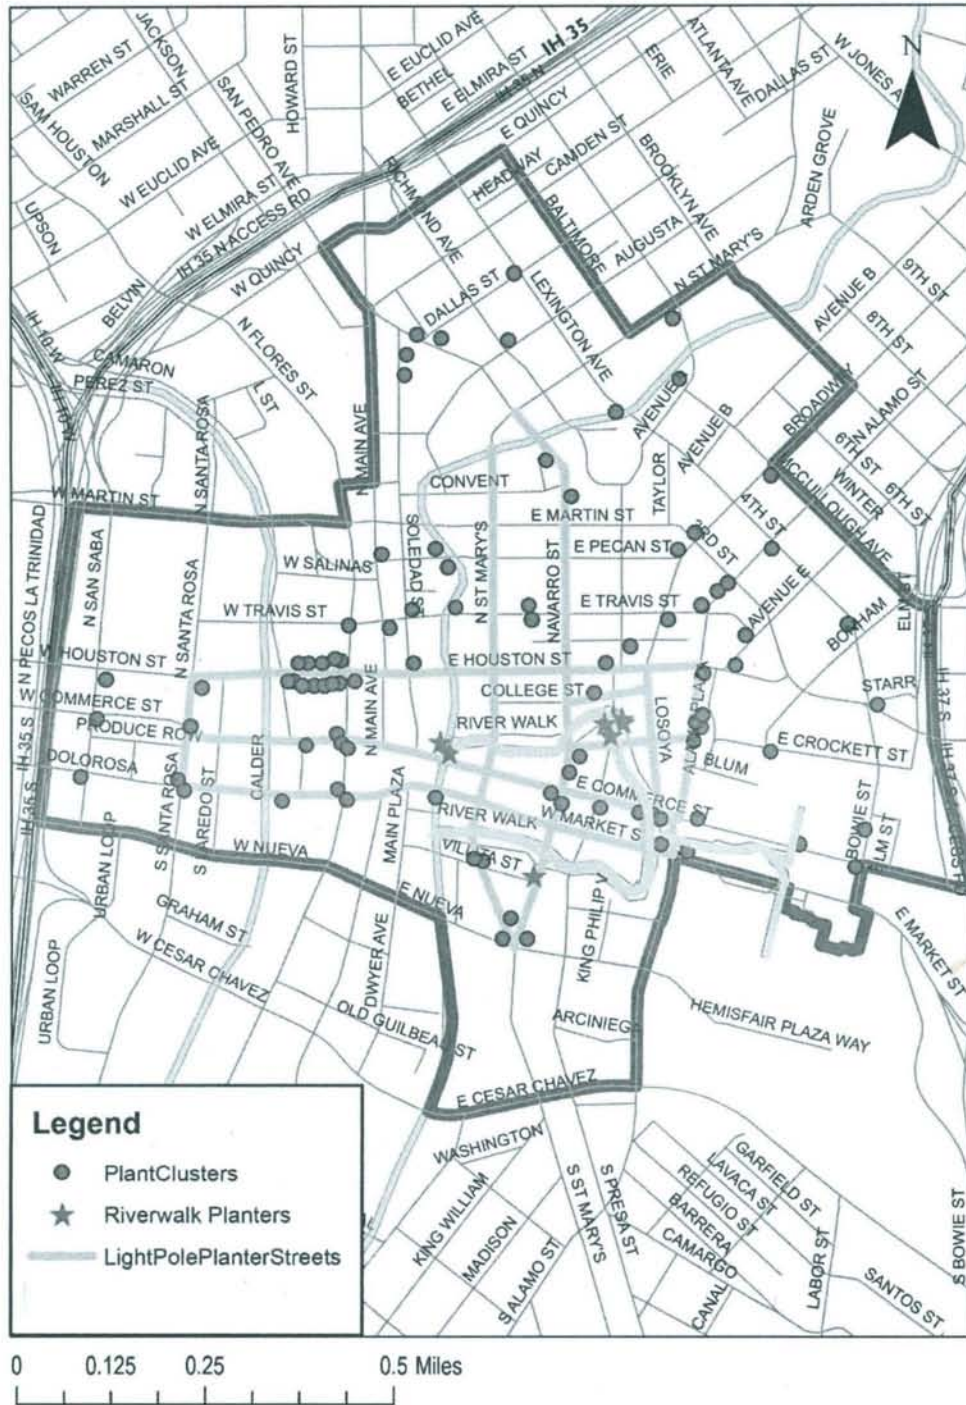 JACKSON
HOWARD ST
E EUCLID AVE
IH 35
ATLANTA AVE
WARREN ST
BETHEL
E ELMIRA ST
ERIE
DALLAS ST
W JONES A
N
SAM HOUSTON
MARSHALL ST
SAN PEDRO AVE
IH 35 N
E QUINCY
W EUCLID AVE
RICHMOND AVE
HEADWAY
CAMDEN ST
BROOKLYN AVE
ARDEN GROVE
UPSON
W ELMIRA ST
IH 35 N ACCESS RD
BALTIMORE
AUGUSTA
N ST MARY'S
W QUINCY
BELVIN
DALLAS ST
LEXINGTON AVE
AVENUE B
9TH ST
8TH ST
IH 10 W
CAMARON
PEREZ ST
N FLORES ST
L ST
N SANTA ROSA
N MAIN AVE
AVENUE
AVENUE B
BROADWAY
N ALAMO ST
6TH ST
WINTER
6TH ST
MCCULLOUGH AVE
TAYLOR
4TH ST
3RD ST
CONVENT
W MARTIN ST
E MARTIN ST
N PECOS LA TRINIDAD
N SAN SABA
N SANTA ROSA
SOLEDAD ST
N ST MARY'S
NAVARRO ST
E PECAN ST
W SALINAS
W TRAVIS ST
E TRAVIS ST
AVENUE E
BONHAM
ELM ST
W HOUSTON ST
E HOUSTON ST
STARR
IH 37 S
W COMMERCE ST
COLLEGE ST
N MAIN AVE
LOSOYA
ALAMO PLAZA
PRODUCE ROW
RIVER WALK
E CROCKETT ST
DOLOROSA
CALDER
BLUM
IH 35 S
S SANTA ROSA
S LAREDO ST
MAIN PLAZA
E COMMERCE ST
RIVER WALK
W MARKET S
BOWIE ST
LM ST
URBAN LOOP
W NUEVA
VILLITA ST
E NUEVA
KING PHILIP V
GRAHAM ST
W CESAR CHAVEZ
DWYER AVE
E MARKET ST
URBAN LOOP
OLD GUILBEAU ST
ARCINIEGA
HEMISFAIR PLAZA WAY
E CESAR CHAVEZ
WASHINGTON
KING WILLIAM
MADISON
S ALAMO ST
S ST MARY'S
S PRESA ST
GARFIELD ST
LAVACA ST
REFUGIO ST
BARRERA
CAMARGO
CANAL
LABOR ST
SANTOS ST
S BOWIE ST
Legend
PlantClusters
Riverwalk Planters
LightPolePlanterStreets
0 0.125 0.25 0.5 Miles